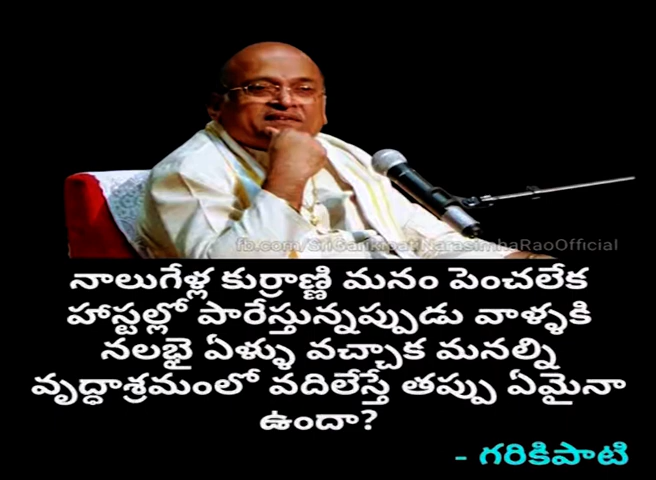 fb.com/SriGarikipatiNarasimhaRaoOfficial
నాలుగేళ్ల కుర్రాణ్ణి మనం పెంచలేక
హాస్టల్లో పారేస్తున్నప్పుడు వాళ్ళకి
నలభై ఏళ్ళు వచ్చాక మనల్ని
వృద్ధాశ్రమంలో వదిలేస్తే తప్పు ఏమైనా
ఉందా?
- గరికిపాటి